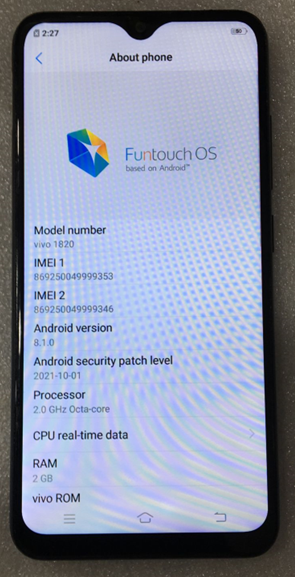 2:27
About phone
Funtouch OS
based on Android™
Model number
vivo 1820
IMEI 1
869250049999353
IMEI 2
869250049999346
Android version
8.1.0
Android security patch level
2021-10-01
Processor
2.0 GHz Octa-core
CPU real-time data
RAM
2 GB
vivo ROM